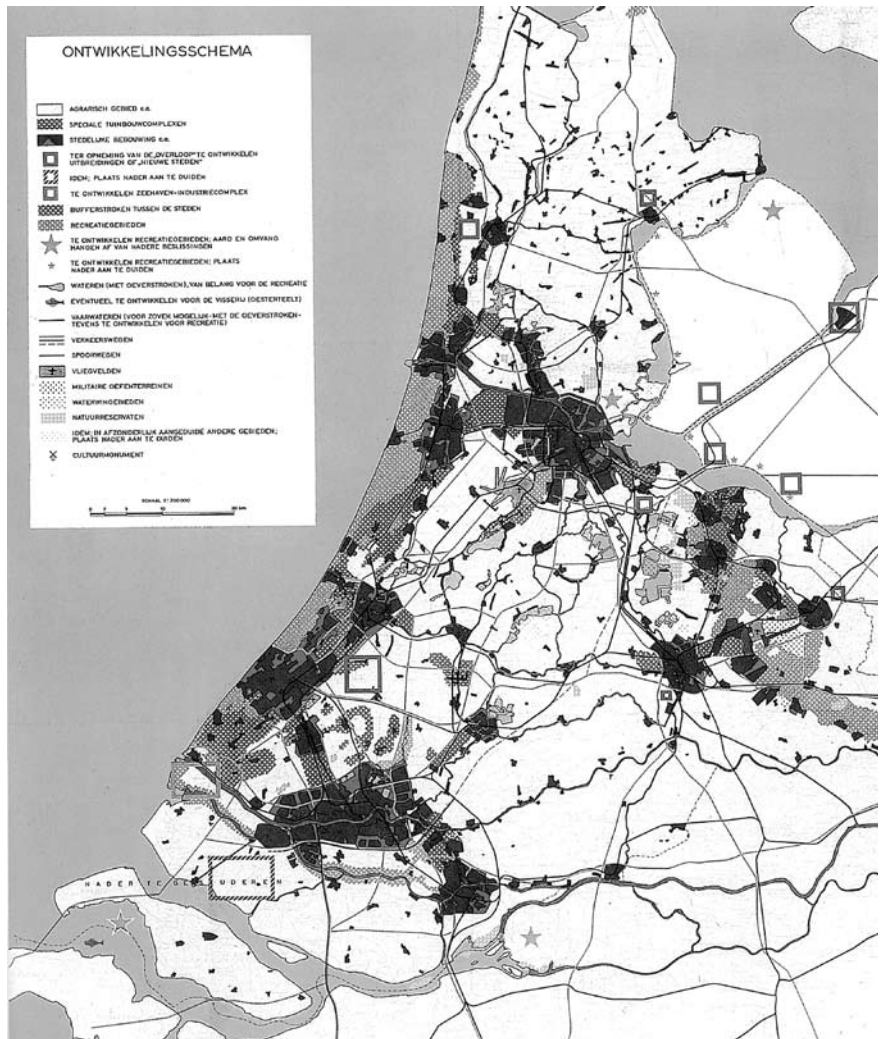 ONTWIKKELINGSSCHEMA
AGRARISCH GEBIED e.a.
SPECIALE TUINBOUWCOMPLEXEN
STEDELIJKE BEBOUWING e.a.
TER OPNEMING VAN DE „OVERLOOP" TE ONTWIKKELEN
UITBREIDINGEN OF „NIEUWE STEDEN"
IDEM; PLAATS NADER AAN TE DUIDEN
TE ONTWIKKELEN ZEEHAVEN-INDUSTRIECOMPLEX
BUFFERSTROKEN TUSSEN DE STEDEN
RECREATIEGEBIEDEN
TE ONTWIKKELEN RECREATIEGEBIEDEN; AARD EN OMVANG
HANGEN AF VAN NADERE BESLISSINGEN
TE ONTWIKKELEN RECREATIEGEBIEDEN; PLAATS
NADER AAN TE DUIDEN
WATEREN (MET OEVERSTROKEN), VAN BELANG VOOR DE RECREATIE
EVENTUEEL TE ONTWIKKELEN VOOR DE VISSERIJ (OESTERTEELT)
VAARWATEREN (VOOR ZOVER MOGELIJK-MET DE OEVERSTROKEN-
TEVENS TE ONTWIKKELEN VOOR RECREATIE)
VERKEERSWEGEN
SPOORWEGEN
VLIEGVELDEN
MILITAIRE OEFENTERREINEN
WATERWINGEBIEDEN
NATUURRESERVATEN
IDEM; IN AFZONDERLIJK AANGEDUIDE ANDERE GEBIEDEN;
PLAATS NADER AAN TE DUIDEN
CULTUURMONUMENT
SCHAAL
NADER TE BESTUDEREN